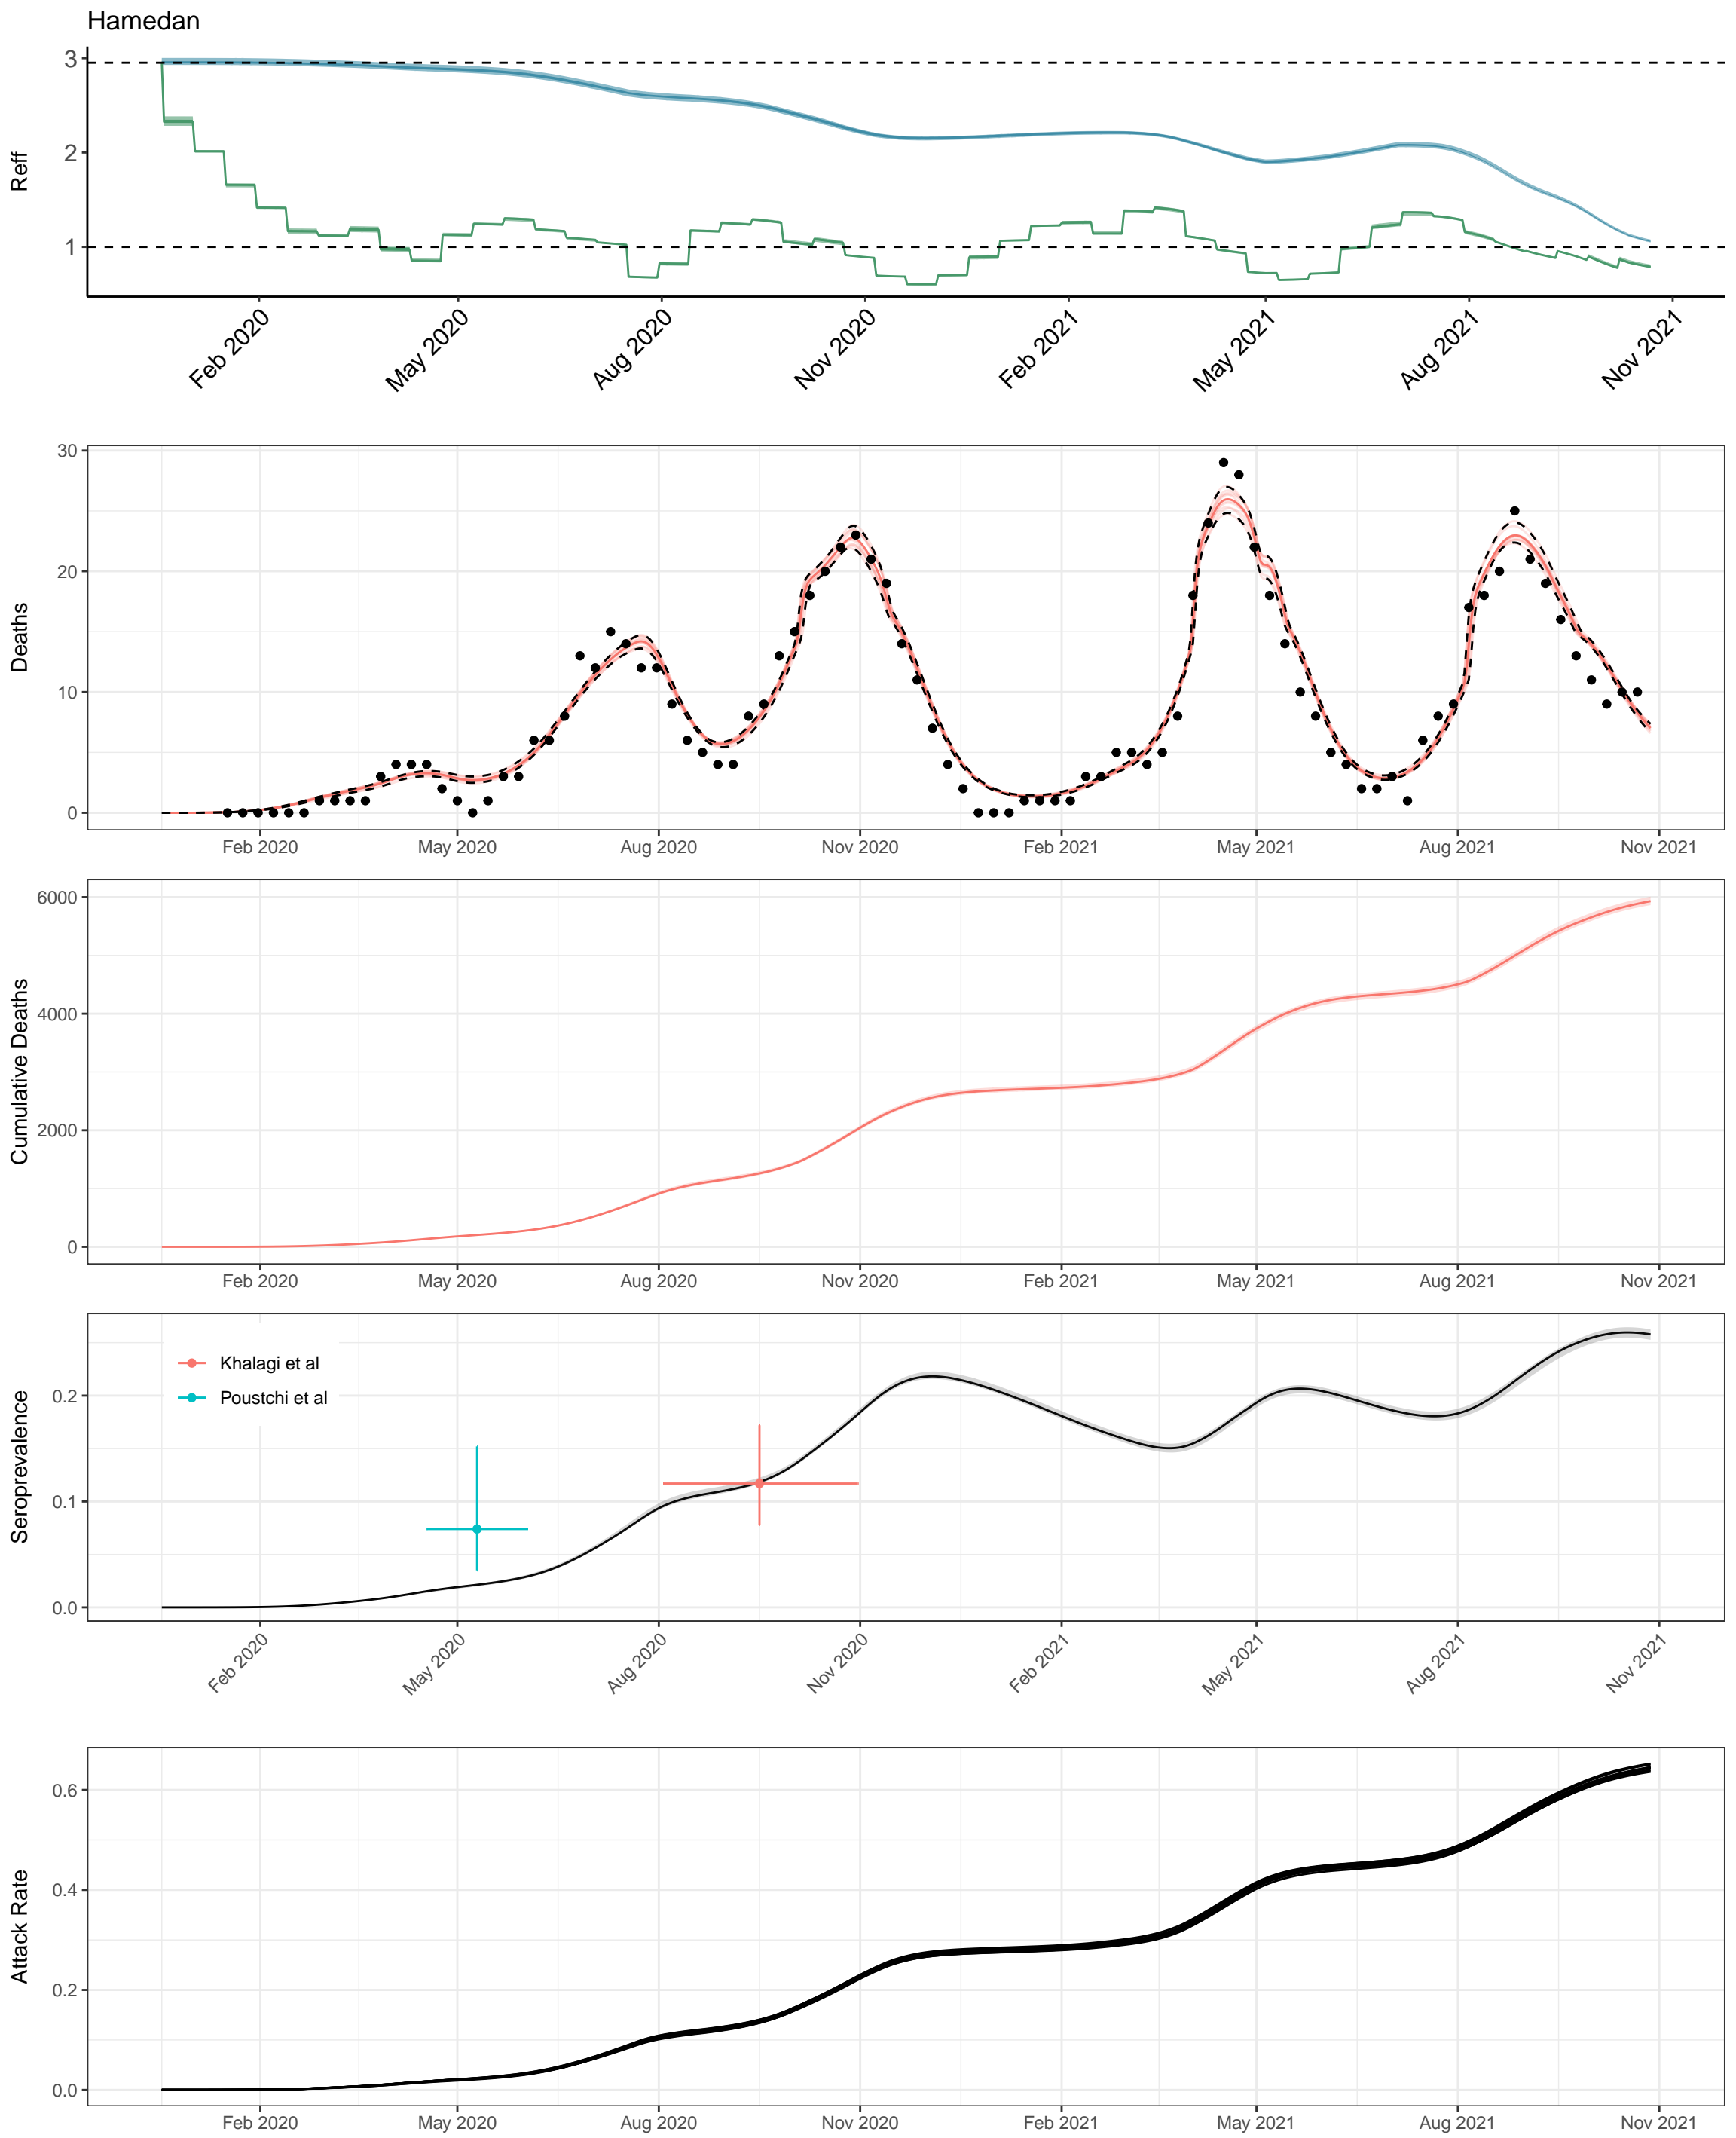 Hamedan
Reff
3
2
1
Feb 2020
May 2020
Aug 2020
Nov 2020
Feb 2021
May 2021
Aug 2021
Nov 2021
Deaths
30
20
10
0
Feb 2020
May 2020
Aug 2020
Nov 2020
Feb 2021
May 2021
Aug 2021
Nov 2021
Cumulative Deaths
6000
4000
2000
0
Feb 2020
May 2020
Aug 2020
Nov 2020
Feb 2021
May 2021
Aug 2021
Nov 2021
Seroprevalence
Khalagi et al
Poustchi et al
0.2
0.1
0.0
Feb 2020
May 2020
Aug 2020
Nov 2020
Feb 2021
May 2021
Aug 2021
Nov 2021
Attack Rate
0.6
0.4
0.2
0.0
Feb 2020
May 2020
Aug 2020
Nov 2020
Feb 2021
May 2021
Aug 2021
Nov 2021